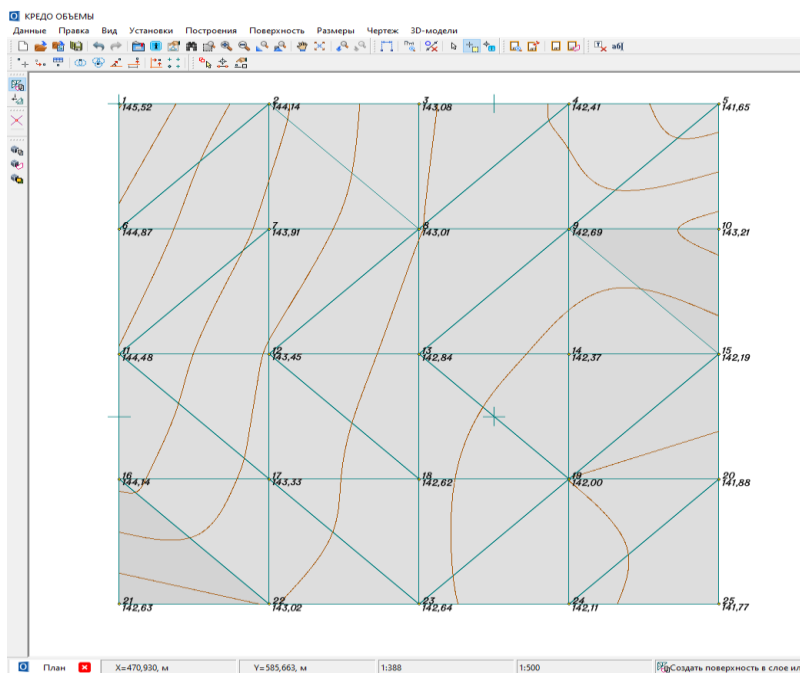 КРЕДО ОБЪЕМЫ
Данные Правка Вид Установки Построения Поверхность Размеры Чертеж 3D-модели
1 2 3 4 5
145,52 144,14 143,08 142,41 141,65
6 7 8 9 10
144,87 143,91 143,01 142,69 143,21
11 12 13 14 15
144,48 143,45 142,84 142,37 142,19
16 17 18 19 20
144,14 143,33 142,62 142,00 141,88
21 22 23 24 25
142,63 143,02 142,64 142,11 141,77
План X=470,930, м Y=585,663, м 1:388 1:500 Создать поверхность в слое ил